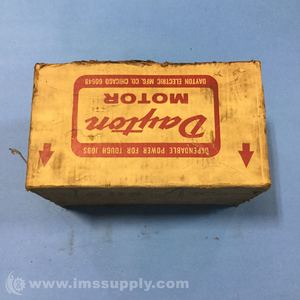 DEPENDABLE POWER FOR TOUGH JOBS
Dayton
MOTOR
DAYTON ELECTRIC MFG. CO. CHICAGO 60648
© www.imssupply.com